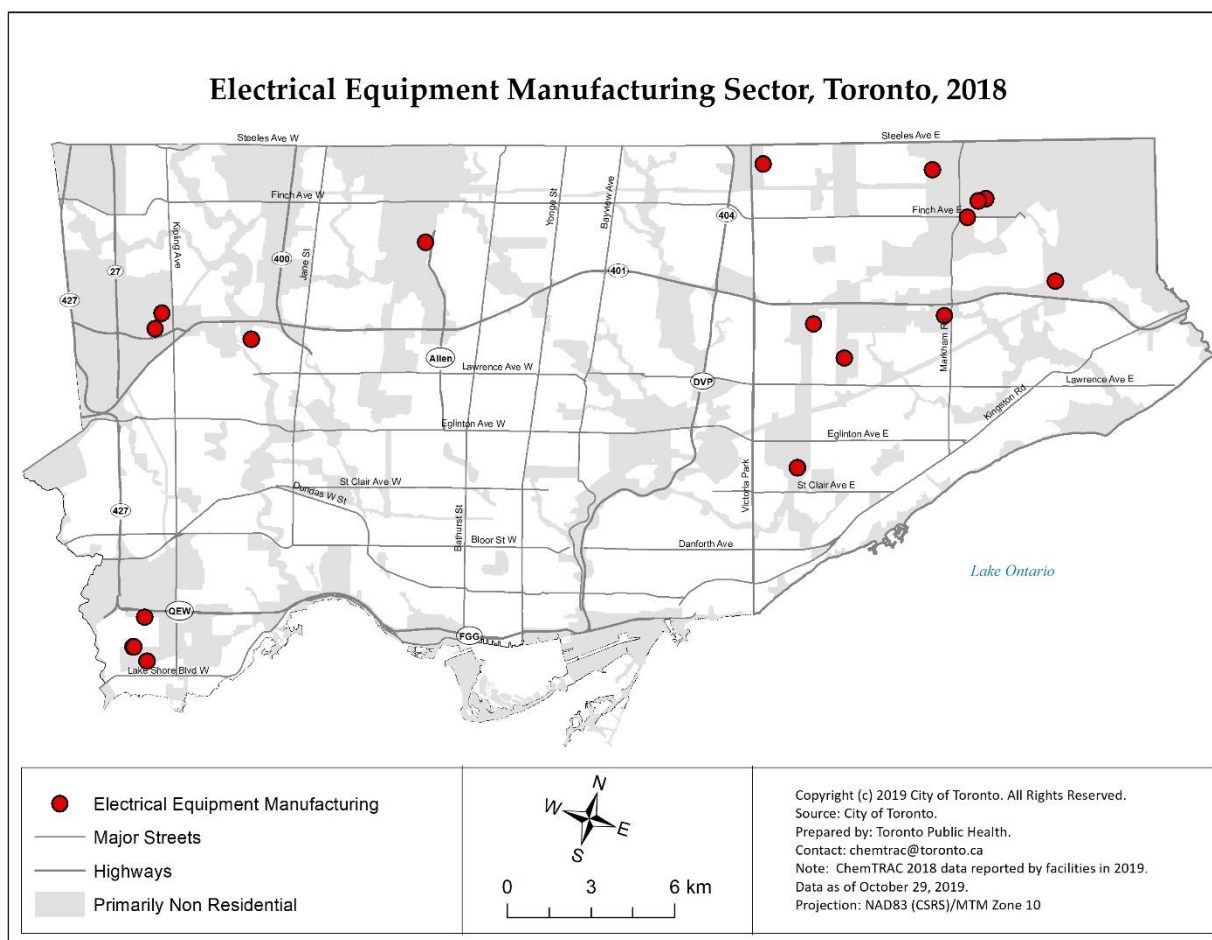 Electrical Equipment Manufacturing Sector, Toronto, 2018
Steeles Ave W
Steeles Ave E
Finch Ave W
Finch Ave E
Kipling Ave
Jane St
Yonge St
Bayview Ave
404
27
400
401
427
Allen
Markham R
Lawrence Ave W
DVP
Lawrence Ave E
Kingston Rd
Eglinton Ave W
Eglinton Ave E
Victoria Park
St Clair Ave W
St Clair Ave E
Dundas W St
427
Bathurst St
Bloor St W
Danforth Ave
Lake Ontario
QEW
FGG
Lake Shore Blvd W
Electrical Equipment Manufacturing
Major Streets
Highways
Primarily Non Residential
N
W
E
S
0 3 6 km
Copyright (c) 2019 City of Toronto. All Rights Reserved.
Source: City of Toronto.
Prepared by: Toronto Public Health.
Contact: chemtrac@toronto.ca
Note: ChemTRAC 2018 data reported by facilities in 2019.
Data as of October 29, 2019.
Projection: NAD83 (CSRS)/MTM Zone 10